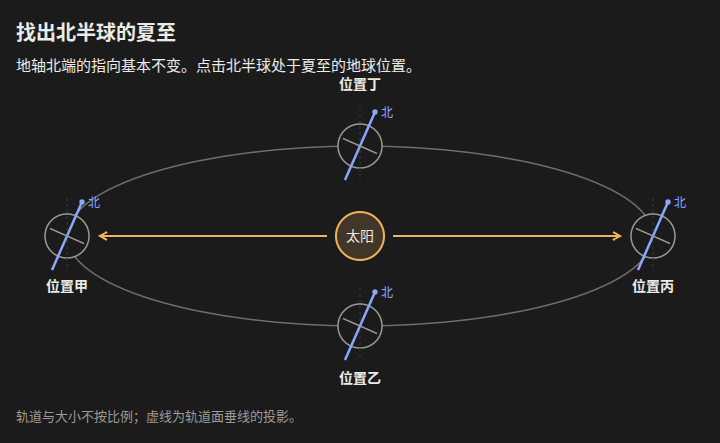 找出北半球的夏至
地轴北端的指向基本不变。点击北半球处于夏至的地球位置。
位置丁
北
北
太阳
北
位置甲
位置丙
北
位置乙
轨道与大小不按比例；虚线为轨道面垂线的投影。